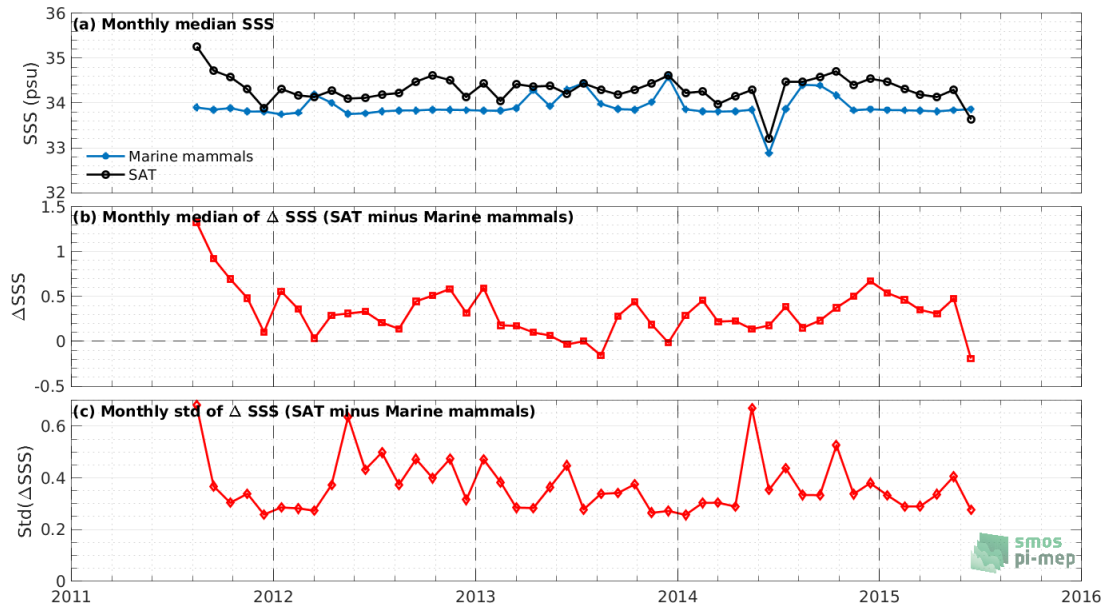 (a) Monthly median SSS
36
35
34
33
32
SSS (psu)
Marine mammals
SAT
(b) Monthly median of Δ SSS (SAT minus Marine mammals)
1.5
1
0.5
0
-0.5
ΔSSS
(c) Monthly std of Δ SSS (SAT minus Marine mammals)
0.6
0.4
0.2
0
Std(ΔSSS)
2011 2012 2013 2014 2015 2016
smos
pi-mep